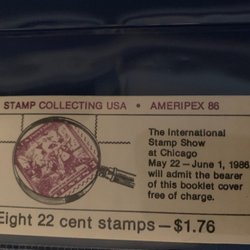 STAMP COLLECTING USA • AMERIPEX 86
The International
Stamp Show
at Chicago
May 22 – June 1, 1986
will admit the bearer
of this booklet cover
free of charge.
Eight 22 cent stamps—$1.76